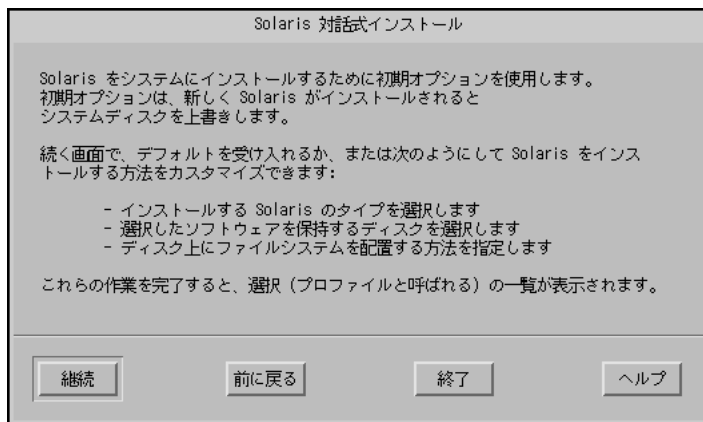 Solaris 対話式インストール
Solaris をシステムにインストールするために初期オプションを使用します。
初期オプションは、新しく Solaris がインストールされると
システムディスクを上書きします。
続く画面で、デフォルトを受け入れるか、または次のようにして Solaris をインス
トールする方法をカスタマイズできます:
- インストールする Solaris のタイプを選択します
- 選択したソフトウェアを保持するディスクを選択します
- ディスク上にファイルシステムを配置する方法を指定します
これらの作業を完了すると、選択（プロファイルと呼ばれる）の一覧が表示されます。
継続 前に戻る 終了 ヘルプ